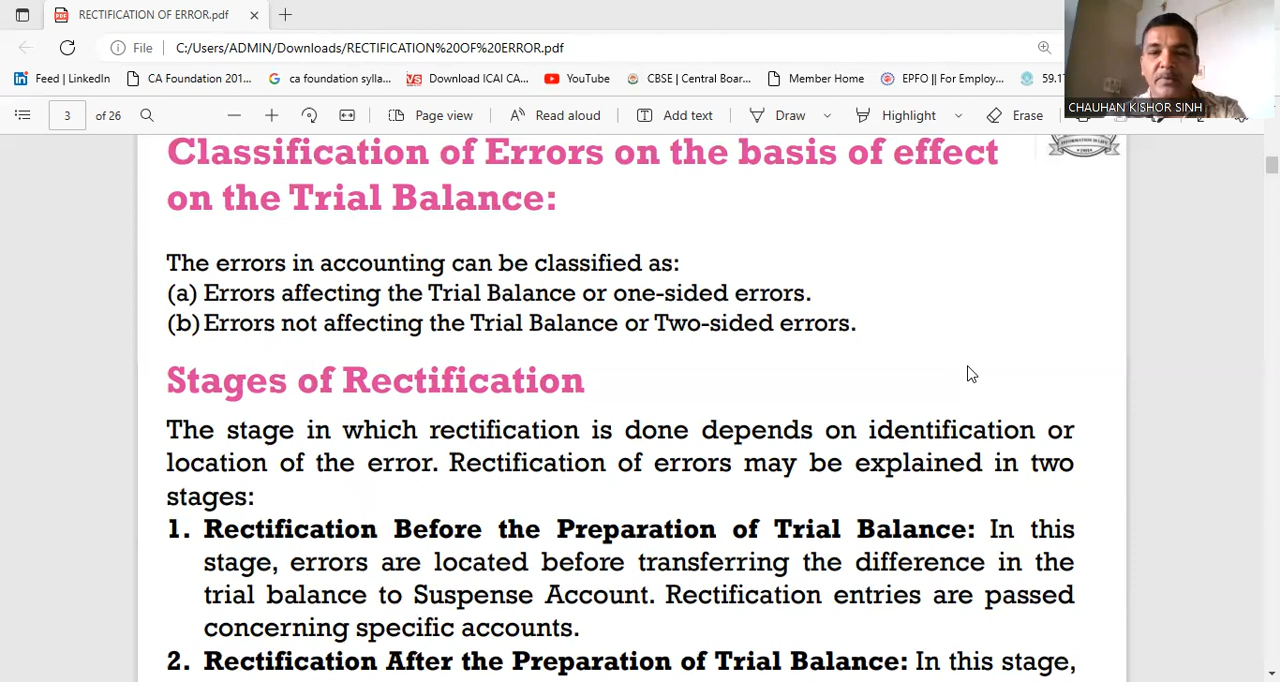 RECTIFICATION OF ERROR.pdf
File C:/Users/ADMIN/Downloads/RECTIFICATION%20OF%20ERROR.pdf
Feed | LinkedIn CA Foundation 201... ca foundation sylla... Download ICAI CA... YouTube CBSE | Central Boar... Member Home EPFO || For Employ... 59.1
CHAUHAN KISHOR SINH
3 of 26 Page view Read aloud Add text Draw Highlight Erase
Classification of Errors on the basis of effect
on the Trial Balance:
The errors in accounting can be classified as:
(a) Errors affecting the Trial Balance or one-sided errors.
(b) Errors not affecting the Trial Balance or Two-sided errors.
Stages of Rectification
The stage in which rectification is done depends on identification or
location of the error. Rectification of errors may be explained in two
stages:
1. Rectification Before the Preparation of Trial Balance: In this
stage, errors are located before transferring the difference in the
trial balance to Suspense Account. Rectification entries are passed
concerning specific accounts.
2. Rectification After the Preparation of Trial Balance: In this stage,